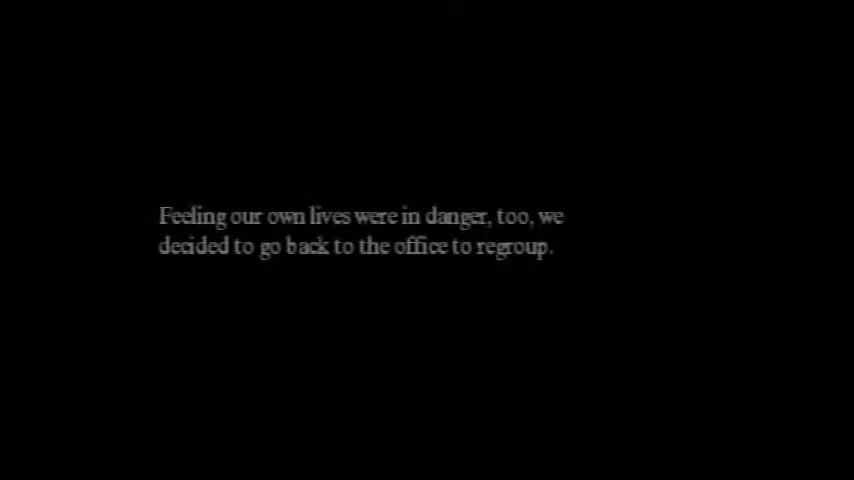 Feeling our own lives were in danger, too, we
decided to go back to the office to regroup.